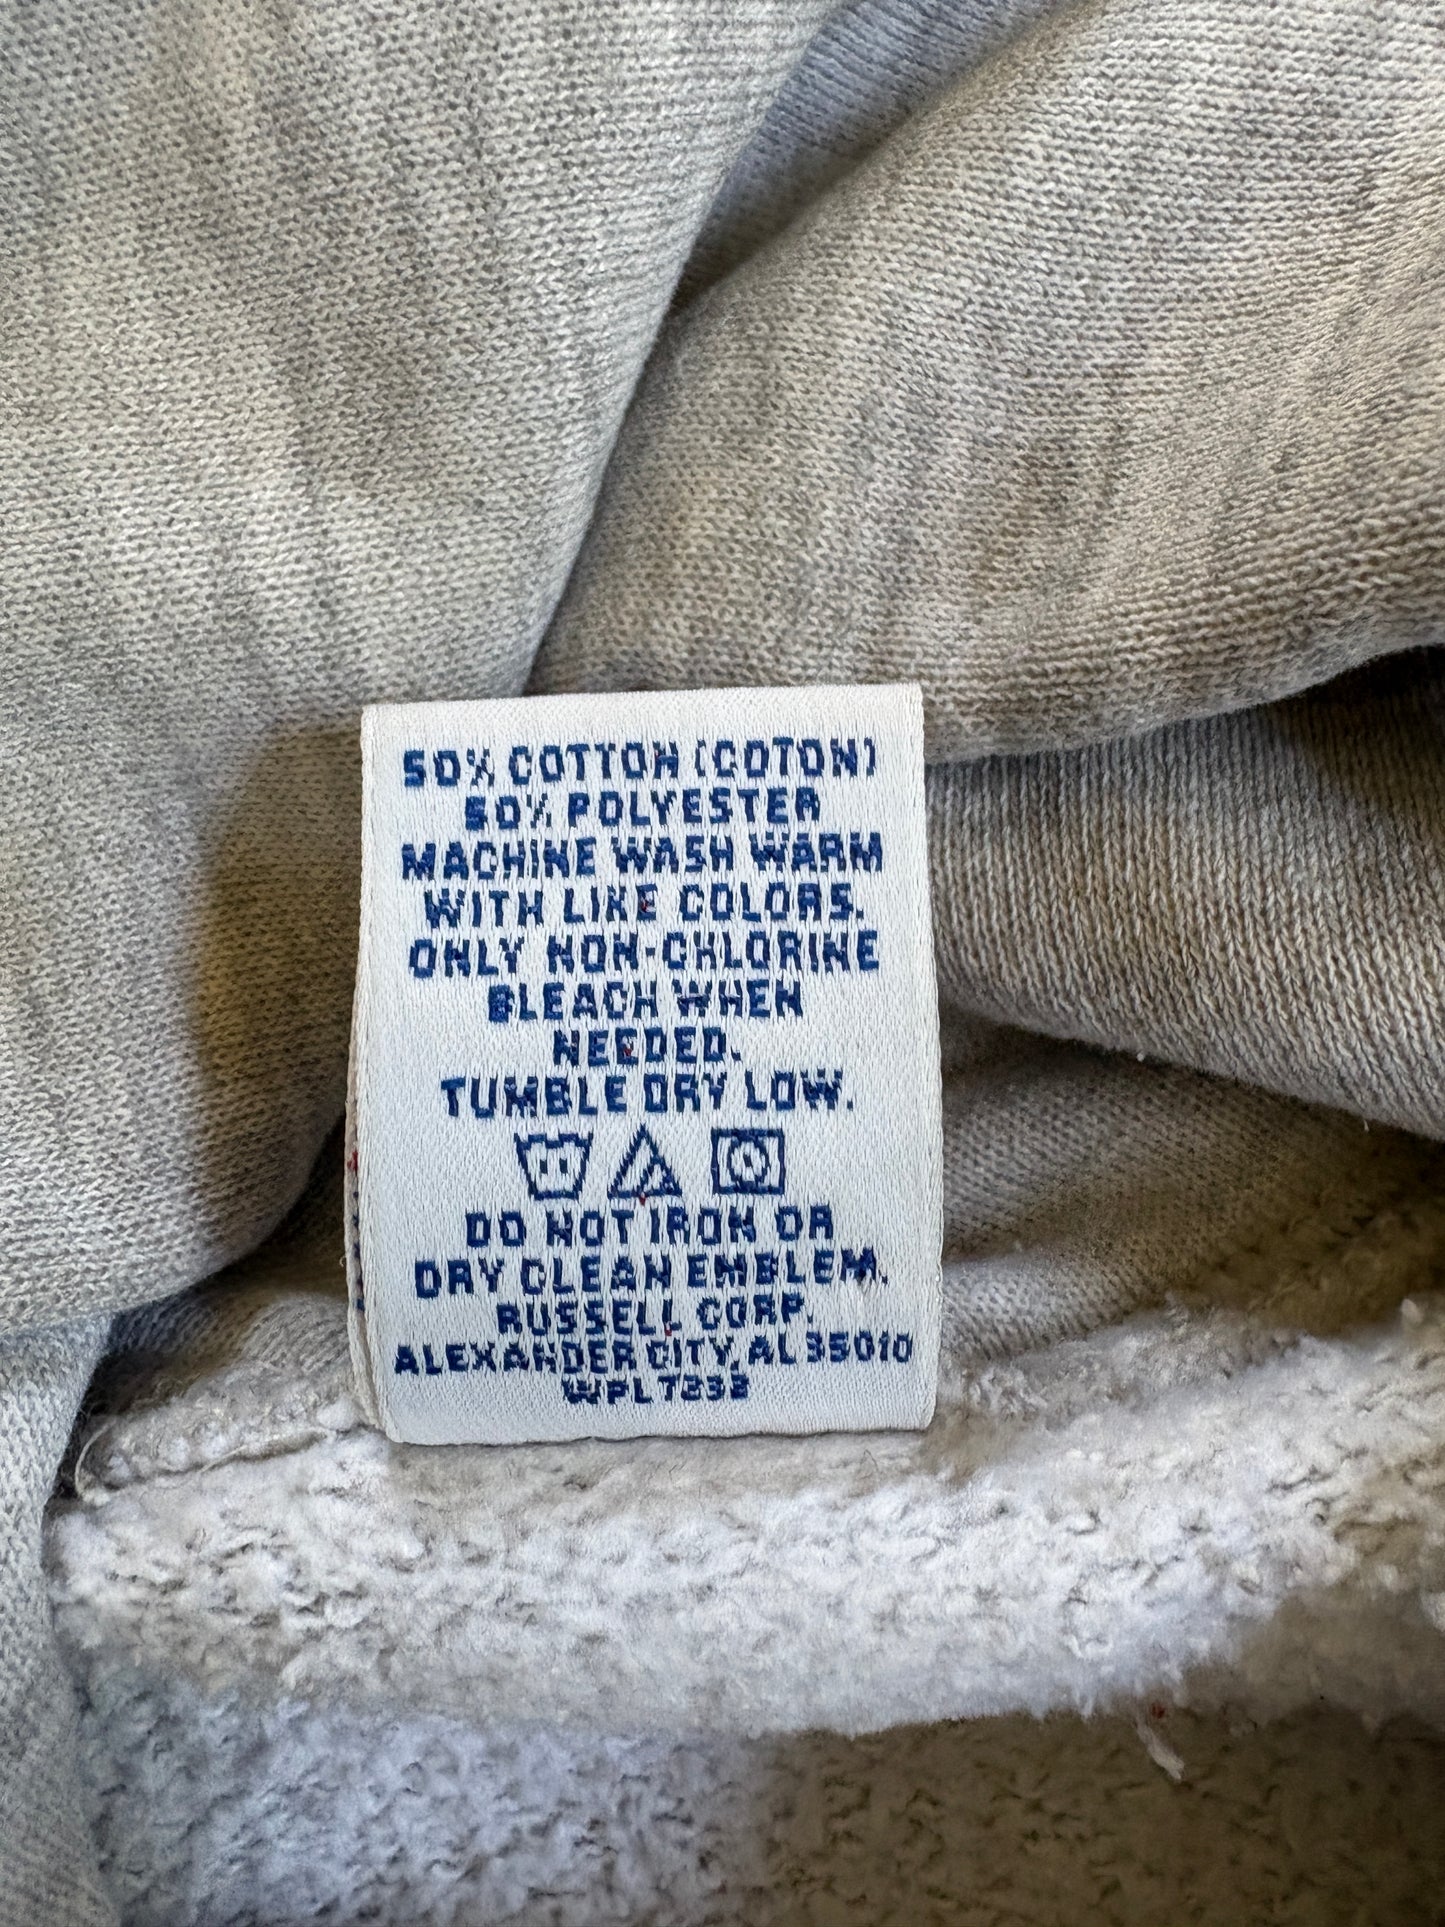 50% COTTON (COTON)
50% POLYESTER
MACHINE WASH WARM
WITH LIKE COLORS.
ONLY NON-CHLORINE
BLEACH WHEN
NEEDED.
TUMBLE DRY LOW.
DO NOT IRON OR
DRY CLEAN EMBLEM.
RUSSELL CORP.
ALEXANDER CITY, AL 35010
WPL 7232